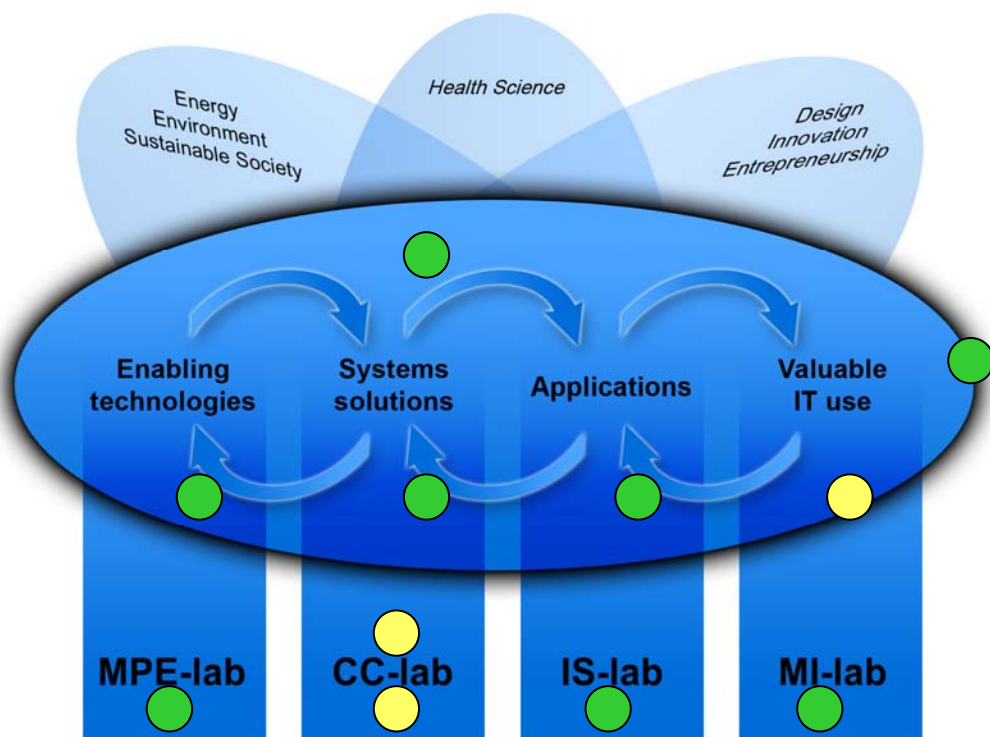 Energy
Environment
Sustainable Society
Health Science
Design
Innovation
Entrepreneurship
Enabling
technologies
Systems
solutions
Applications
Valuable
IT use
MPE-lab
CC-lab
IS-lab
MI-lab